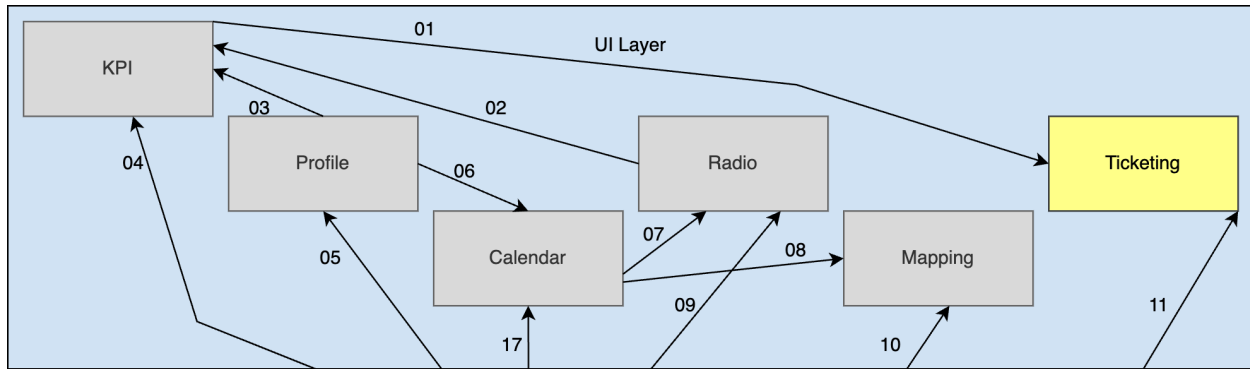 01
UI Layer
KPI
02
03
04
Profile
06
Radio
Ticketing
05
Calendar
07
08
Mapping
09
17
10
11